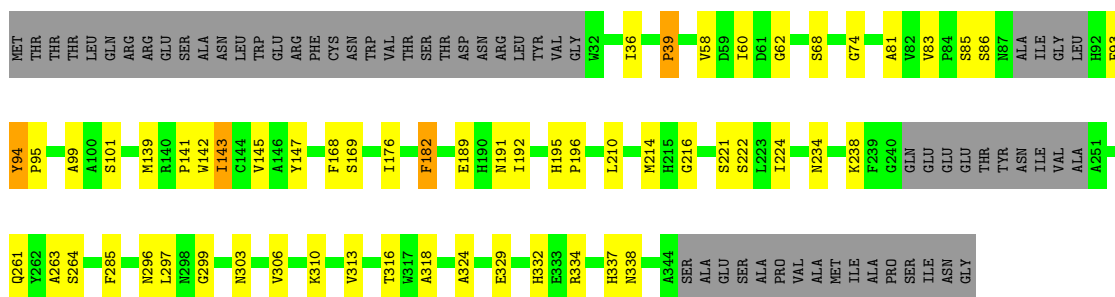 MET THR THR THR LEU GLN ARG ARG GLU SER ALA ASN LEU TRP GLU ARG PHE CYS ASN TRP VAL THR SER THR ASP ASN ARG LEU TYR VAL GLY W32 I36 P39 V58 D59 I60 D61 G62 S68 G74 A81 V82 V83 P84 S85 S86 N87 ALA ILE GLY LEU H92 F93
Y94 P95 A99 A100 S101 M139 R140 P141 W142 I143 C144 V145 A146 Y147 F168 S169 I176 F182 E189 H190 N191 I192 H195 P196 L210 M214 H215 G216 S221 S222 L223 I224 N234 K238 F239 G240 GLN GLU GLU GLU THR TYR ASN ILE VAL ALA A251
Q261 Y262 A263 S264 F285 N296 L297 N298 G299 N303 V306 K310 V313 T316 W317 A318 A324 E329 H332 E333 R334 H337 N338 A344 SER ALA GLU SER ALA PRO VAL ALA MET ILE ALA PRO SER ILE ASN GLY